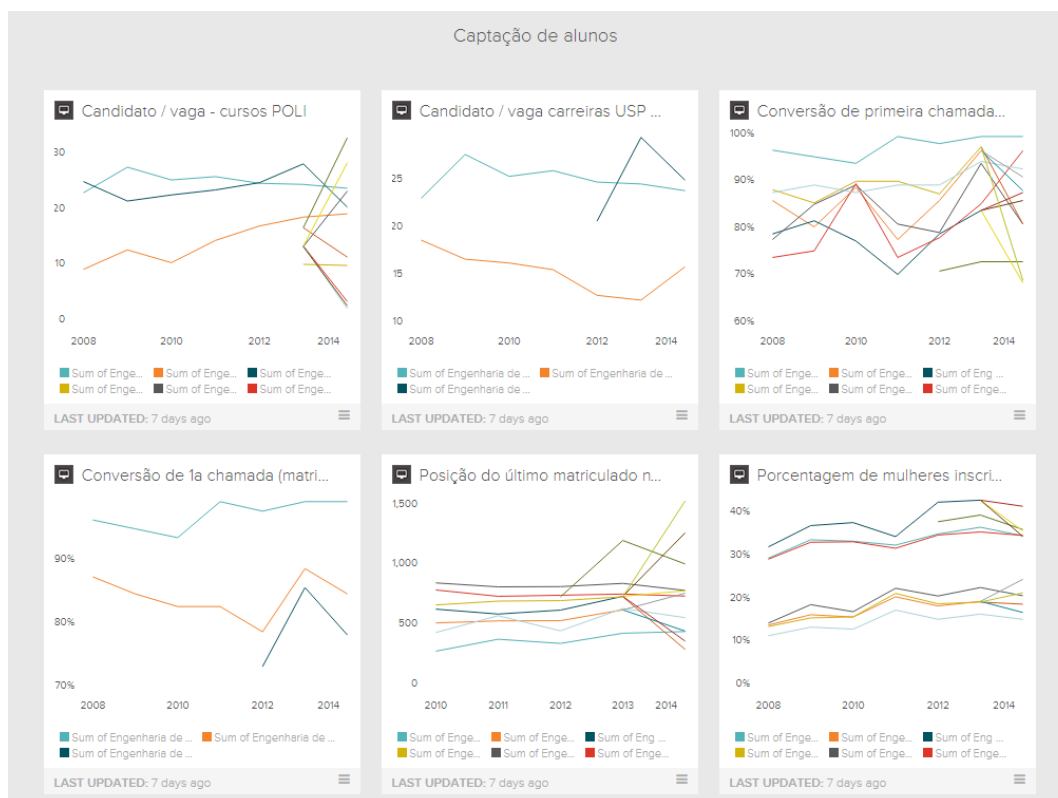 Captação de alunos
Candidato / vaga - cursos POLI
30
20
10
0
2008 2010 2012 2014
Sum of Enge... Sum of Enge... Sum of Enge...
Sum of Enge... Sum of Enge... Sum of Enge...
LAST UPDATED: 7 days ago
Candidato / vaga carreiras USP ...
25
20
15
10
2008 2010 2012 2014
Sum of Engenharia de ... Sum of Engenharia de ...
Sum of Engenharia de ...
LAST UPDATED: 7 days ago
Conversão de primeira chamada...
100%
90%
80%
70%
60%
2008 2010 2012 2014
Sum of Enge... Sum of Enge... Sum of Eng ...
Sum of Enge... Sum of Enge... Sum of Enge...
LAST UPDATED: 7 days ago
Conversão de 1a chamada (matri...
90%
80%
70%
2008 2010 2012 2014
Sum of Engenharia de ... Sum of Engenharia de ...
Sum of Engenharia de ...
LAST UPDATED: 7 days ago
Posição do último matriculado n...
1,500
1,000
500
0
2010 2011 2012 2013 2014
Sum of Enge... Sum of Enge... Sum of Eng ...
Sum of Enge... Sum of Enge... Sum of Enge...
LAST UPDATED: 7 days ago
Porcentagem de mulheres inscri...
40%
30%
20%
10%
0%
2008 2010 2012 2014
Sum of Enge... Sum of Enge... Sum of Eng ...
Sum of Enge... Sum of Enge... Sum of Enge...
LAST UPDATED: 7 days ago